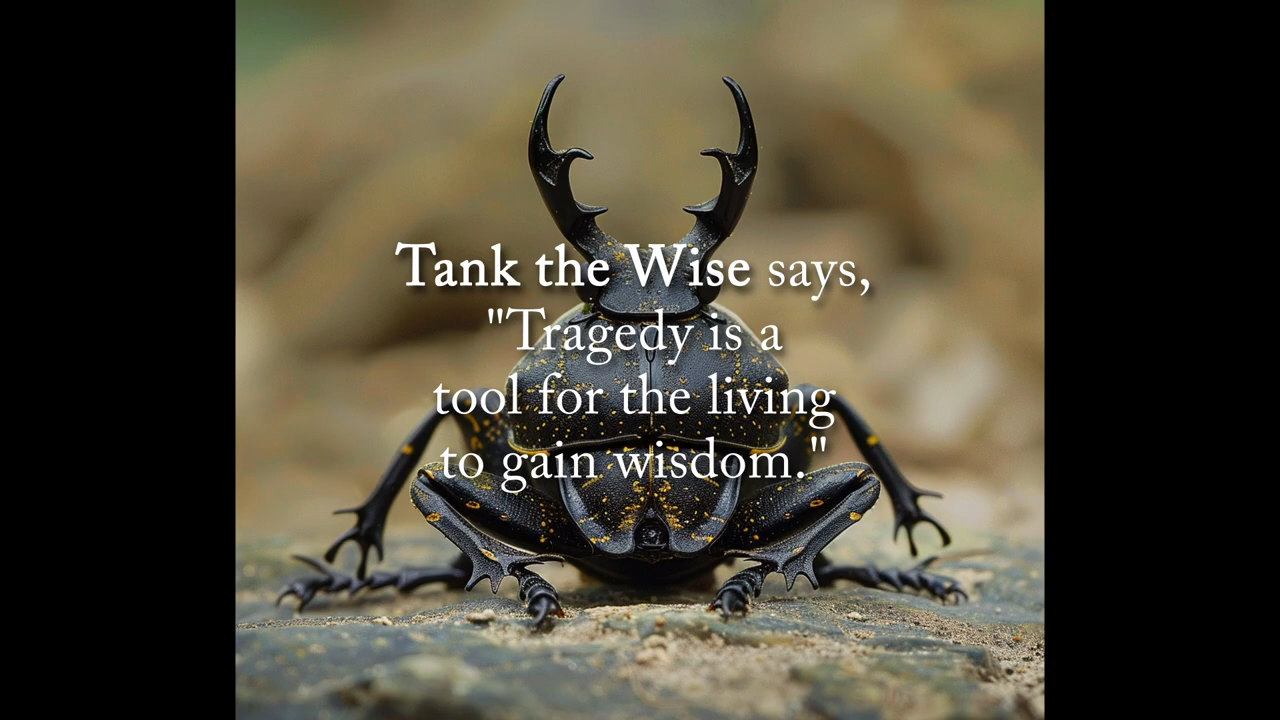 Tank the Wise says,
"Tragedy is a
tool for the living
to gain wisdom."